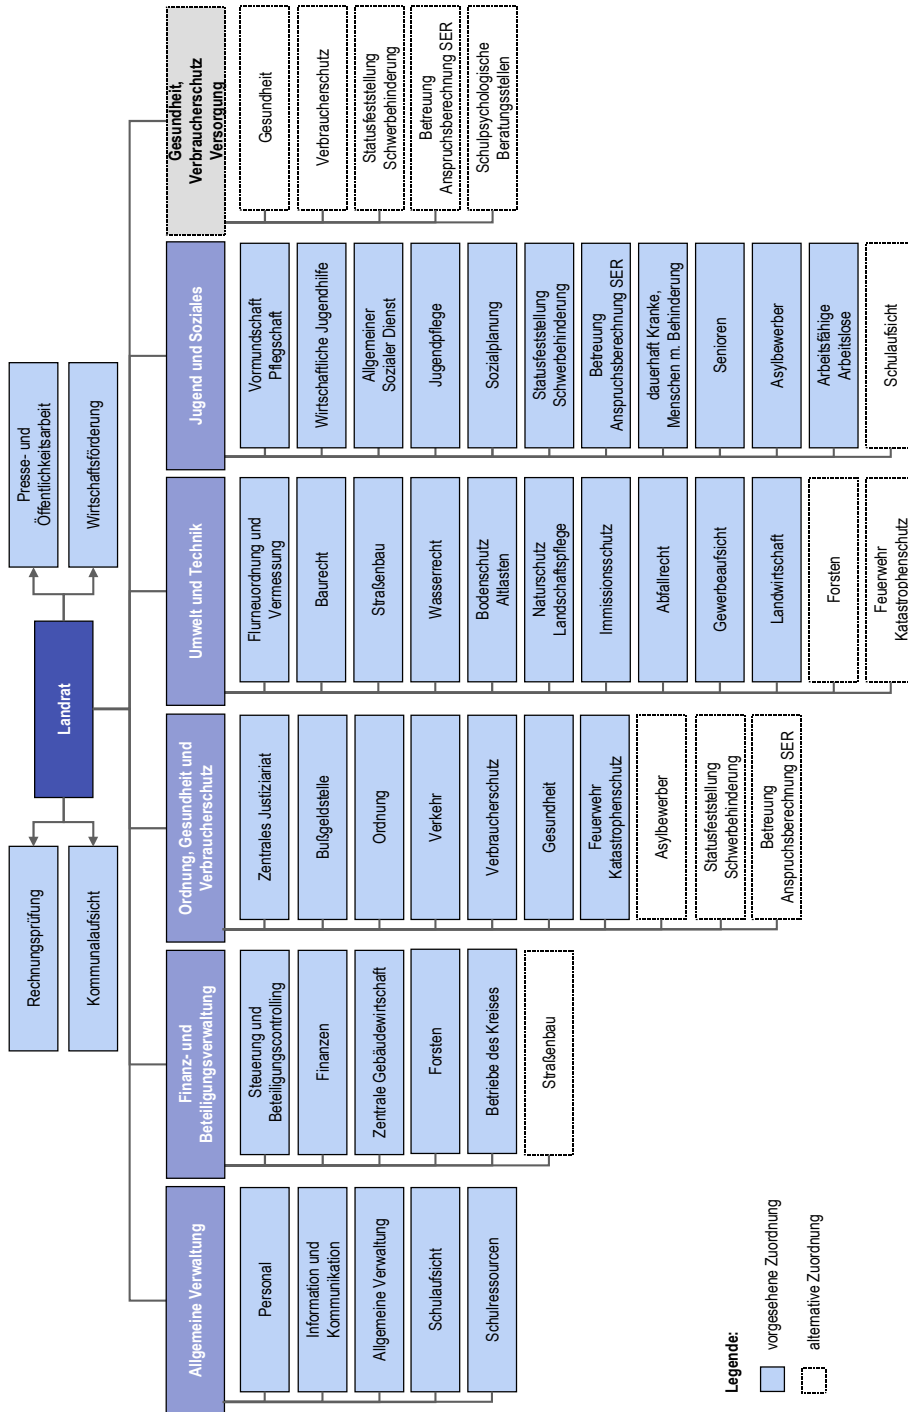 Landrat
Rechnungsprüfung
Kommunalaufsicht
Presse- und
Öffentlichkeitsarbeit
Wirtschaftsförderung
Allgemeine Verwaltung
Personal
Information und
Kommunikation
Allgemeine Verwaltung
Schulaufsicht
Schulressourcen
Finanz- und
Beteiligungsverwaltung
Steuerung und
Beteiligungscontrolling
Finanzen
Zentrale Gebäudewirtschaft
Forsten
Betriebe des Kreises
Straßenbau
Ordnung, Gesundheit und
Verbraucherschutz
Zentrales Justiziariat
Bußgeldstelle
Ordnung
Verkehr
Verbraucherschutz
Gesundheit
Feuerwehr
Katastrophenschutz
Asylbewerber
Statusfeststellung
Schwerbehinderung
Betreuung
Anspruchsberechnung SER
Umwelt und Technik
Flurneuordnung und
Vermessung
Baurecht
Straßenbau
Wasserrecht
Bodenschutz
Altlasten
Naturschutz
Landschaftspflege
Immissionsschutz
Abfallrecht
Gewerbeaufsicht
Landwirtschaft
Forsten
Feuerwehr
Katastrophenschutz
Jugend und Soziales
Vormundschaft
Pflegschaft
Wirtschaftliche Jugendhilfe
Allgemeiner
Sozialer Dienst
Jugendpflege
Sozialplanung
Statusfeststellung
Schwerbehinderung
Betreuung
Anspruchsberechnung SER
dauerhaft Kranke,
Menschen m. Behinderung
Senioren
Asylbewerber
Arbeitsfähige
Arbeitslose
Schulaufsicht
Gesundheit,
Verbraucherschutz
Versorgung
Gesundheit
Verbraucherschutz
Statusfeststellung
Schwerbehinderung
Betreuung
Anspruchsberechnung SER
Schulpsychologische
Beratungsstellen
Legende:
vorgesehene Zuordnung
alternative Zuordnung